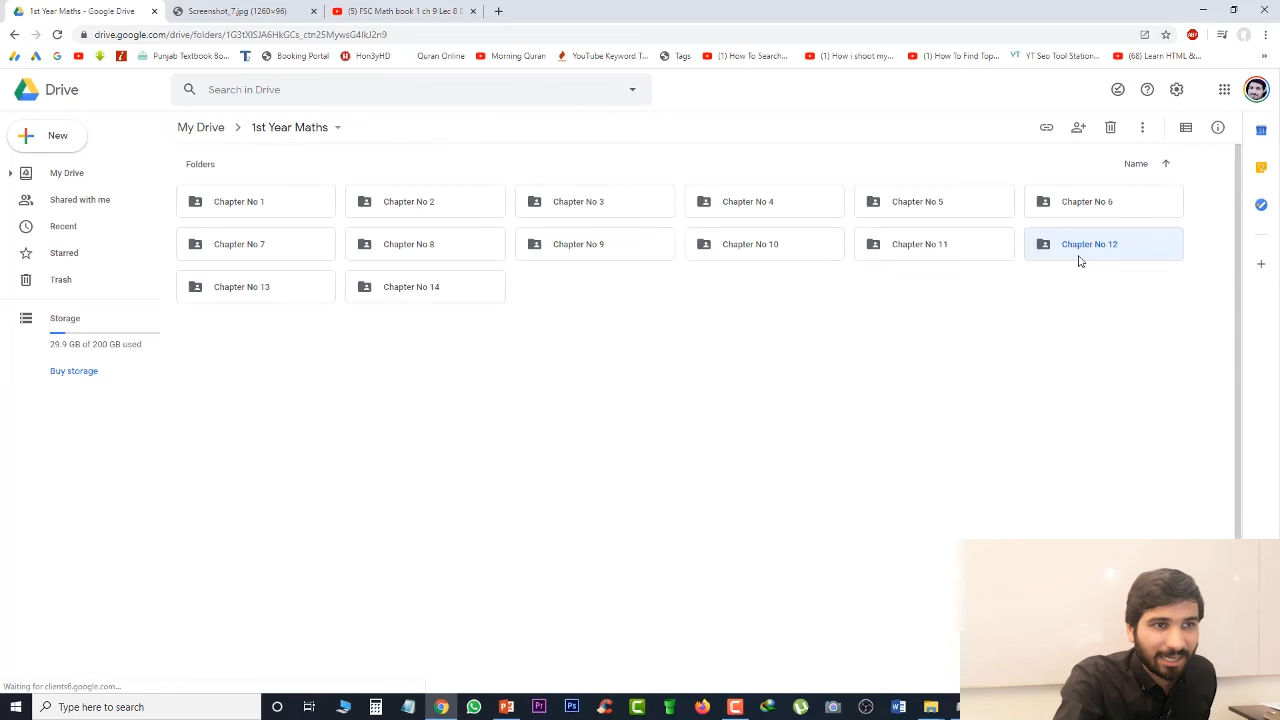 1st Year Maths - Google Drive
Screenshot_7.jpg (1260×96)
(5) FSC Math book 1 ch 9 Lec 8 E
drive.google.com/drive/folders/1G3tXlSJA6HkGCs_ctn25MywsG4lkJ2n9
Punjab Textbook Bo...
Booking Portal
Hon3yHD
Quran Online
Morning Quran
YouTube Keyword T...
Tags
(1) How To Search...
(1) How i shoot my...
(1) How To Find Top...
YT Seo Tool Station...
(68) Learn HTML &...
Drive
Search in Drive
New
My Drive
1st Year Maths
My Drive
Shared with me
Recent
Starred
Trash
Storage
29.9 GB of 200 GB used
Buy storage
Folders
Name
Chapter No 1
Chapter No 2
Chapter No 3
Chapter No 4
Chapter No 5
Chapter No 6
Chapter No 7
Chapter No 8
Chapter No 9
Chapter No 10
Chapter No 11
Chapter No 12
Chapter No 13
Chapter No 14
Waiting for clients6.google.com...
Type here to search